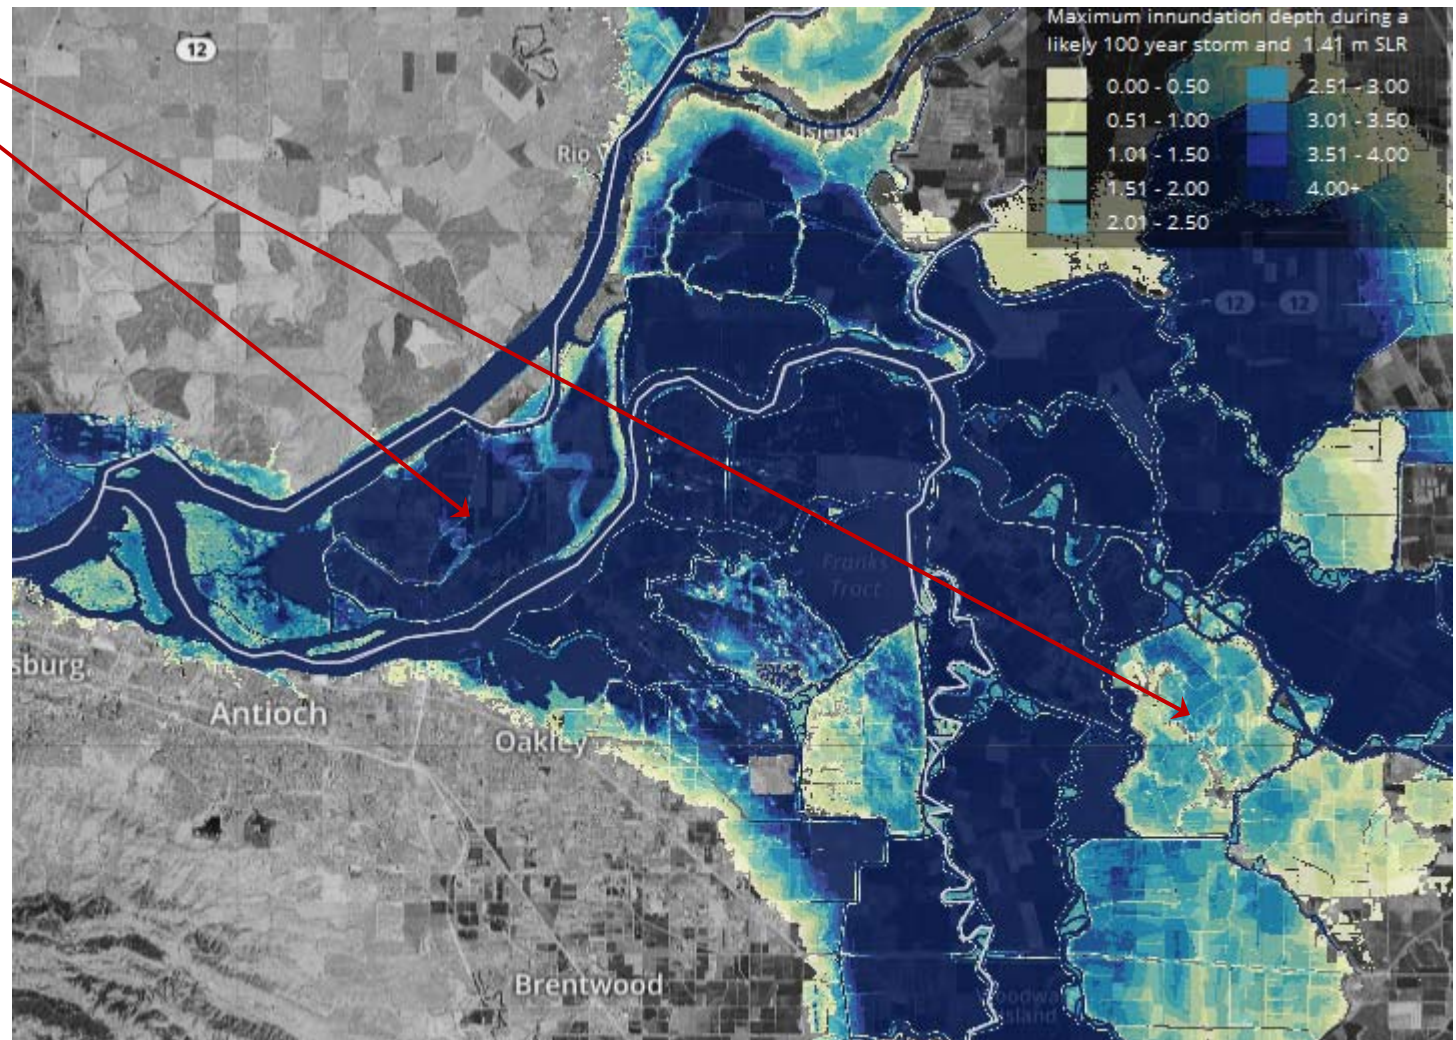 Maximum innundation depth during a
likely 100 year storm and 1.41 m SLR
0.00 - 0.50
2.51 - 3.00
0.51 - 1.00
3.01 - 3.50
1.01 - 1.50
3.51 - 4.00
1.51 - 2.00
4.00+
2.01 - 2.50
12
Rio
12
12
Franks
Tract
sburg.
Antioch
Oakley
Brentwood